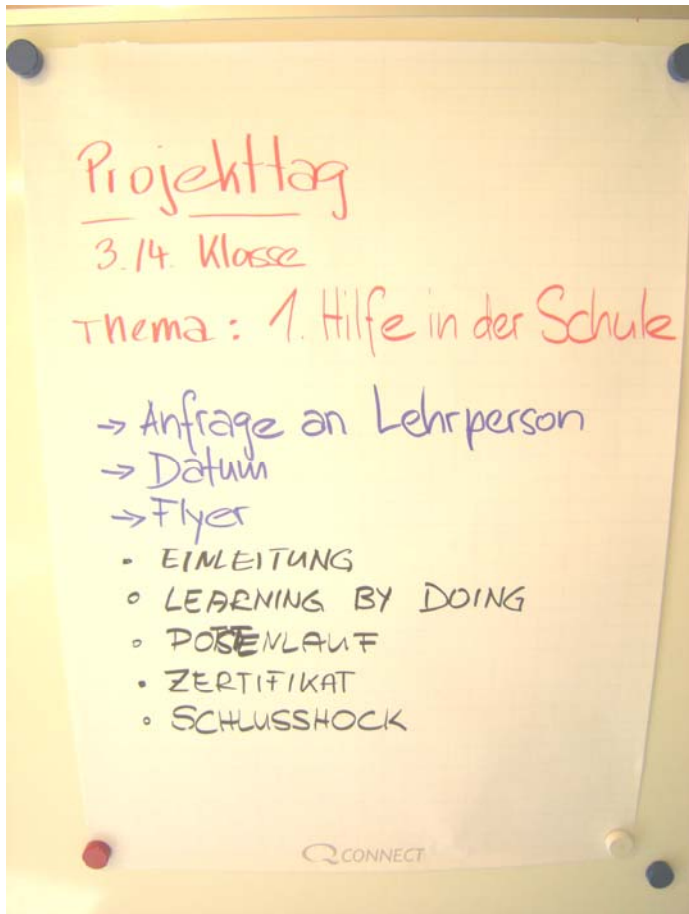 Projekttag
3./4. Klasse
Thema: 1. Hilfe in der Schule
→ Anfrage an Lehrperson
→ Datum
→ Flyer
• EINLEITUNG
• LEARNING BY DOING
• POSTENLAUF
• ZERTIFIKAT
• SCHLUSSHOCK
Q CONNECT